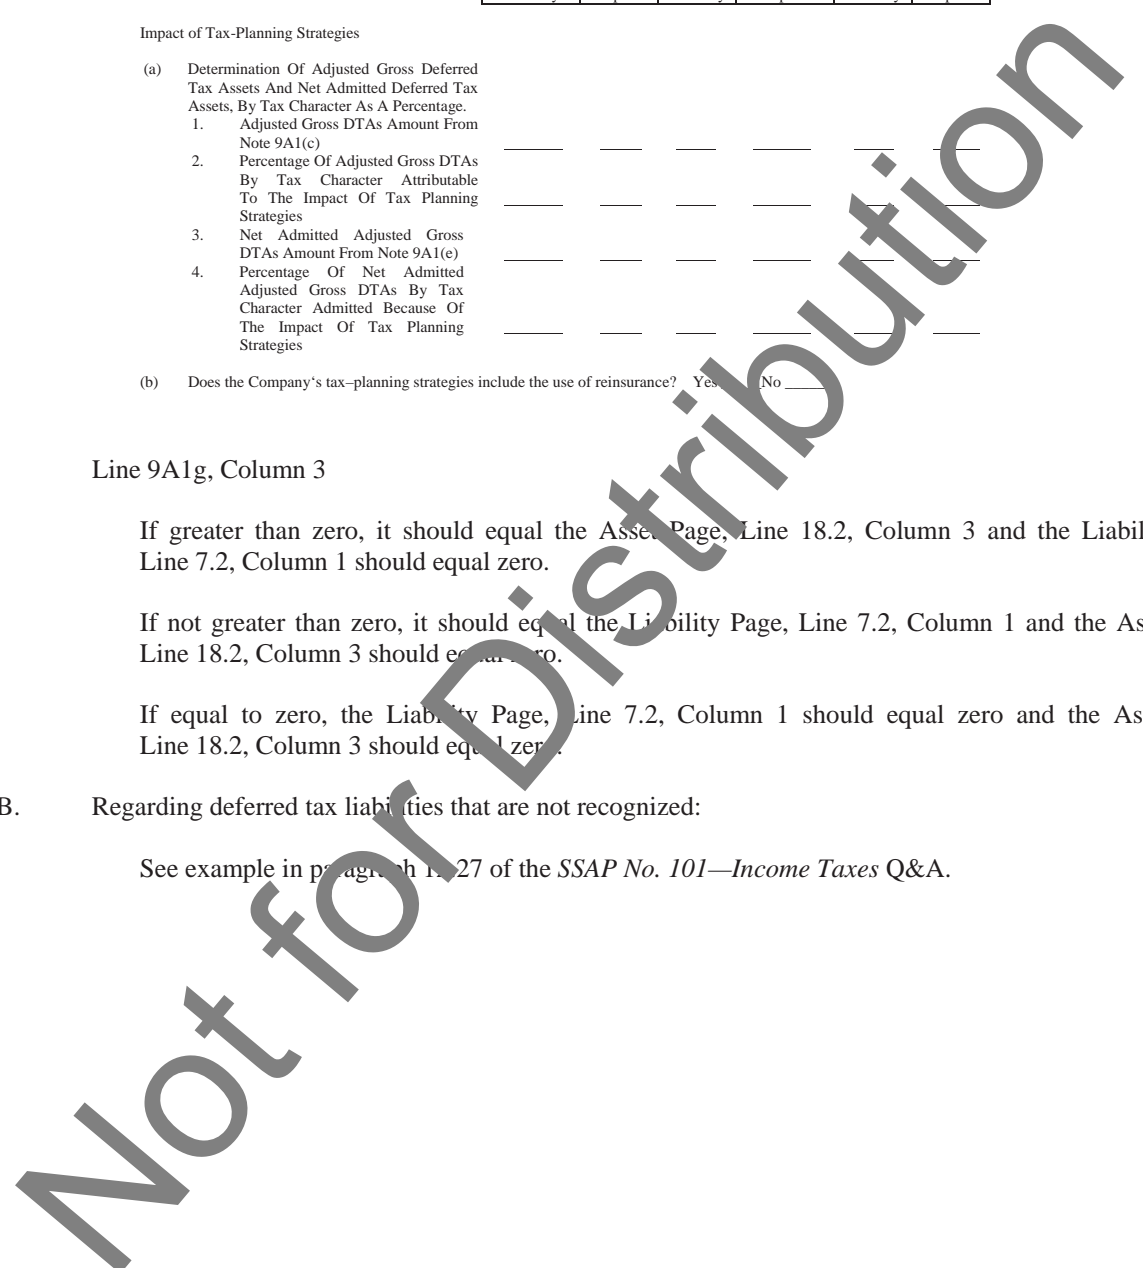 Impact of Tax-Planning Strategies
(a) Determination Of Adjusted Gross Deferred
Tax Assets And Net Admitted Deferred Tax
Assets, By Tax Character As A Percentage.
1. Adjusted Gross DTAs Amount From
Note 9A1(c)
2. Percentage Of Adjusted Gross DTAs
By Tax Character Attributable
To The Impact Of Tax Planning
Strategies
3. Net Admitted Adjusted Gross
DTAs Amount From Note 9A1(e)
4. Percentage Of Net Admitted
Adjusted Gross DTAs By Tax
Character Admitted Because Of
The Impact Of Tax Planning
Strategies
(b) Does the Company‘s tax–planning strategies include the use of reinsurance? Yes No _____
Line 9A1g, Column 3
If greater than zero, it should equal the Asset Page, Line 18.2, Column 3 and the Liabil
Line 7.2, Column 1 should equal zero.
If not greater than zero, it should equal the Liability Page, Line 7.2, Column 1 and the As
Line 18.2, Column 3 should equal zero.
If equal to zero, the Liability Page, Line 7.2, Column 1 should equal zero and the As
Line 18.2, Column 3 should equal zero.
B. Regarding deferred tax liabilities that are not recognized:
See example in paragraph 27 of the SSAP No. 101—Income Taxes Q&A.
Not for Distribution